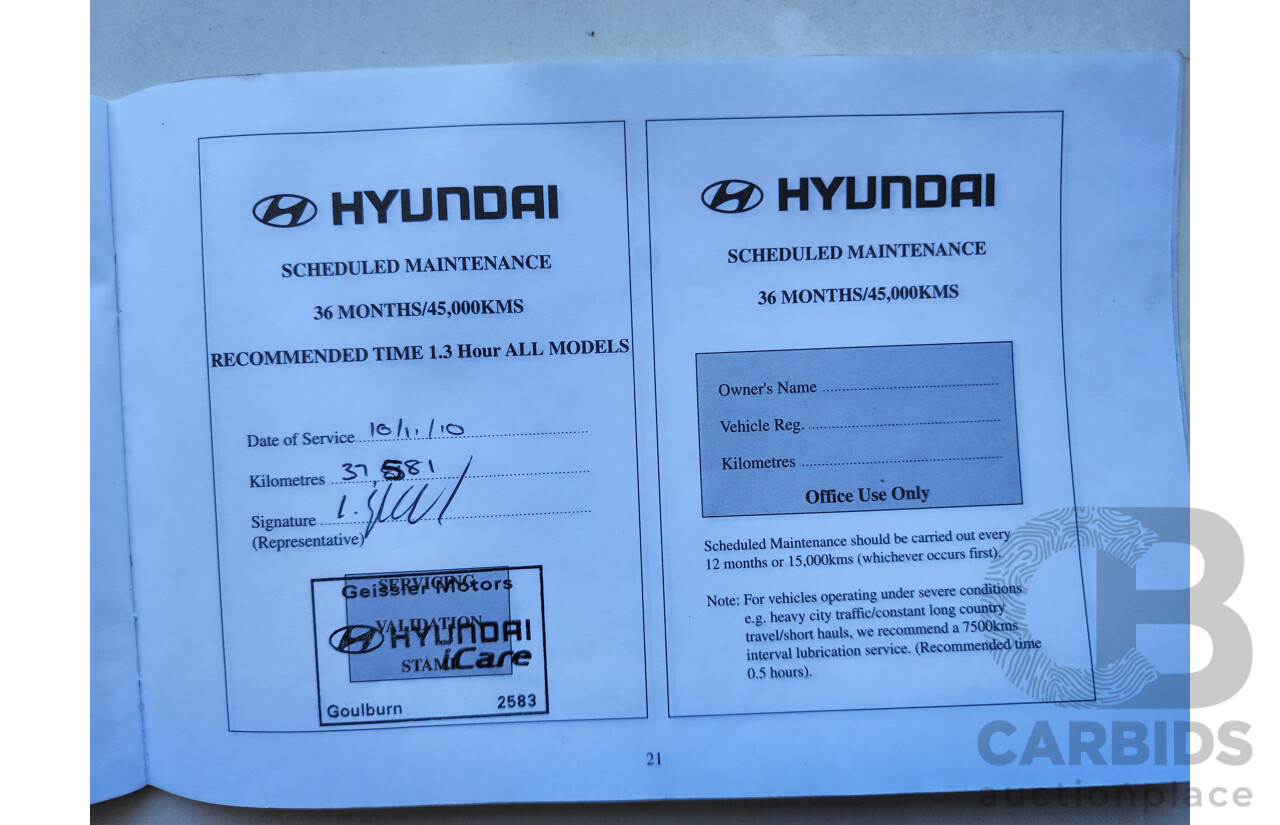 HYUNDAI
SCHEDULED MAINTENANCE
36 MONTHS/45,000KMS
RECOMMENDED TIME 1.3 Hour ALL MODELS
Date of Service 10/11/10
Kilometres 37,581
Signature
(Representative)
SERVICING
VALIDATION
STAMP
Geissler Motors
HYUNDAI
iCare
Goulburn 2583
HYUNDAI
SCHEDULED MAINTENANCE
36 MONTHS/45,000KMS
Owner's Name
Vehicle Reg.
Kilometres
Office Use Only
Scheduled Maintenance should be carried out every
12 months or 15,000kms (whichever occurs first).
Note: For vehicles operating under severe conditions
e.g. heavy city traffic/constant long country
travel/short hauls, we recommend a 7500kms
interval lubrication service. (Recommended time
0.5 hours).
21
CB
CARBIDS
auctionplace